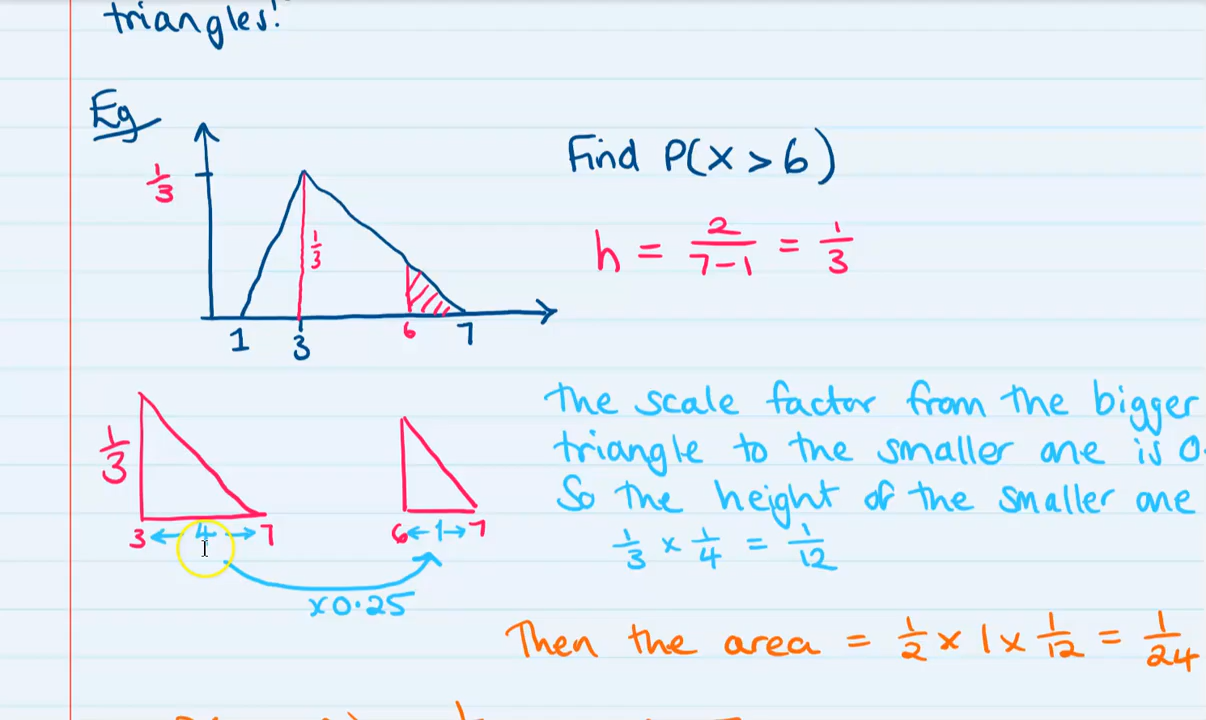 triangles!
Eg
Find P(X > 6)
1/3
h = 2/(7-1) = 1/3
1/3
1 3 6 7
the scale factor from the bigger
triangle to the smaller one is 0.
So the height of the smaller one
1/3 × 1/4 = 1/12
1/3
3 ← 4 → 7
6 ← 1 → 7
×0.25
Then the area = 1/2 × 1 × 1/12 = 1/24